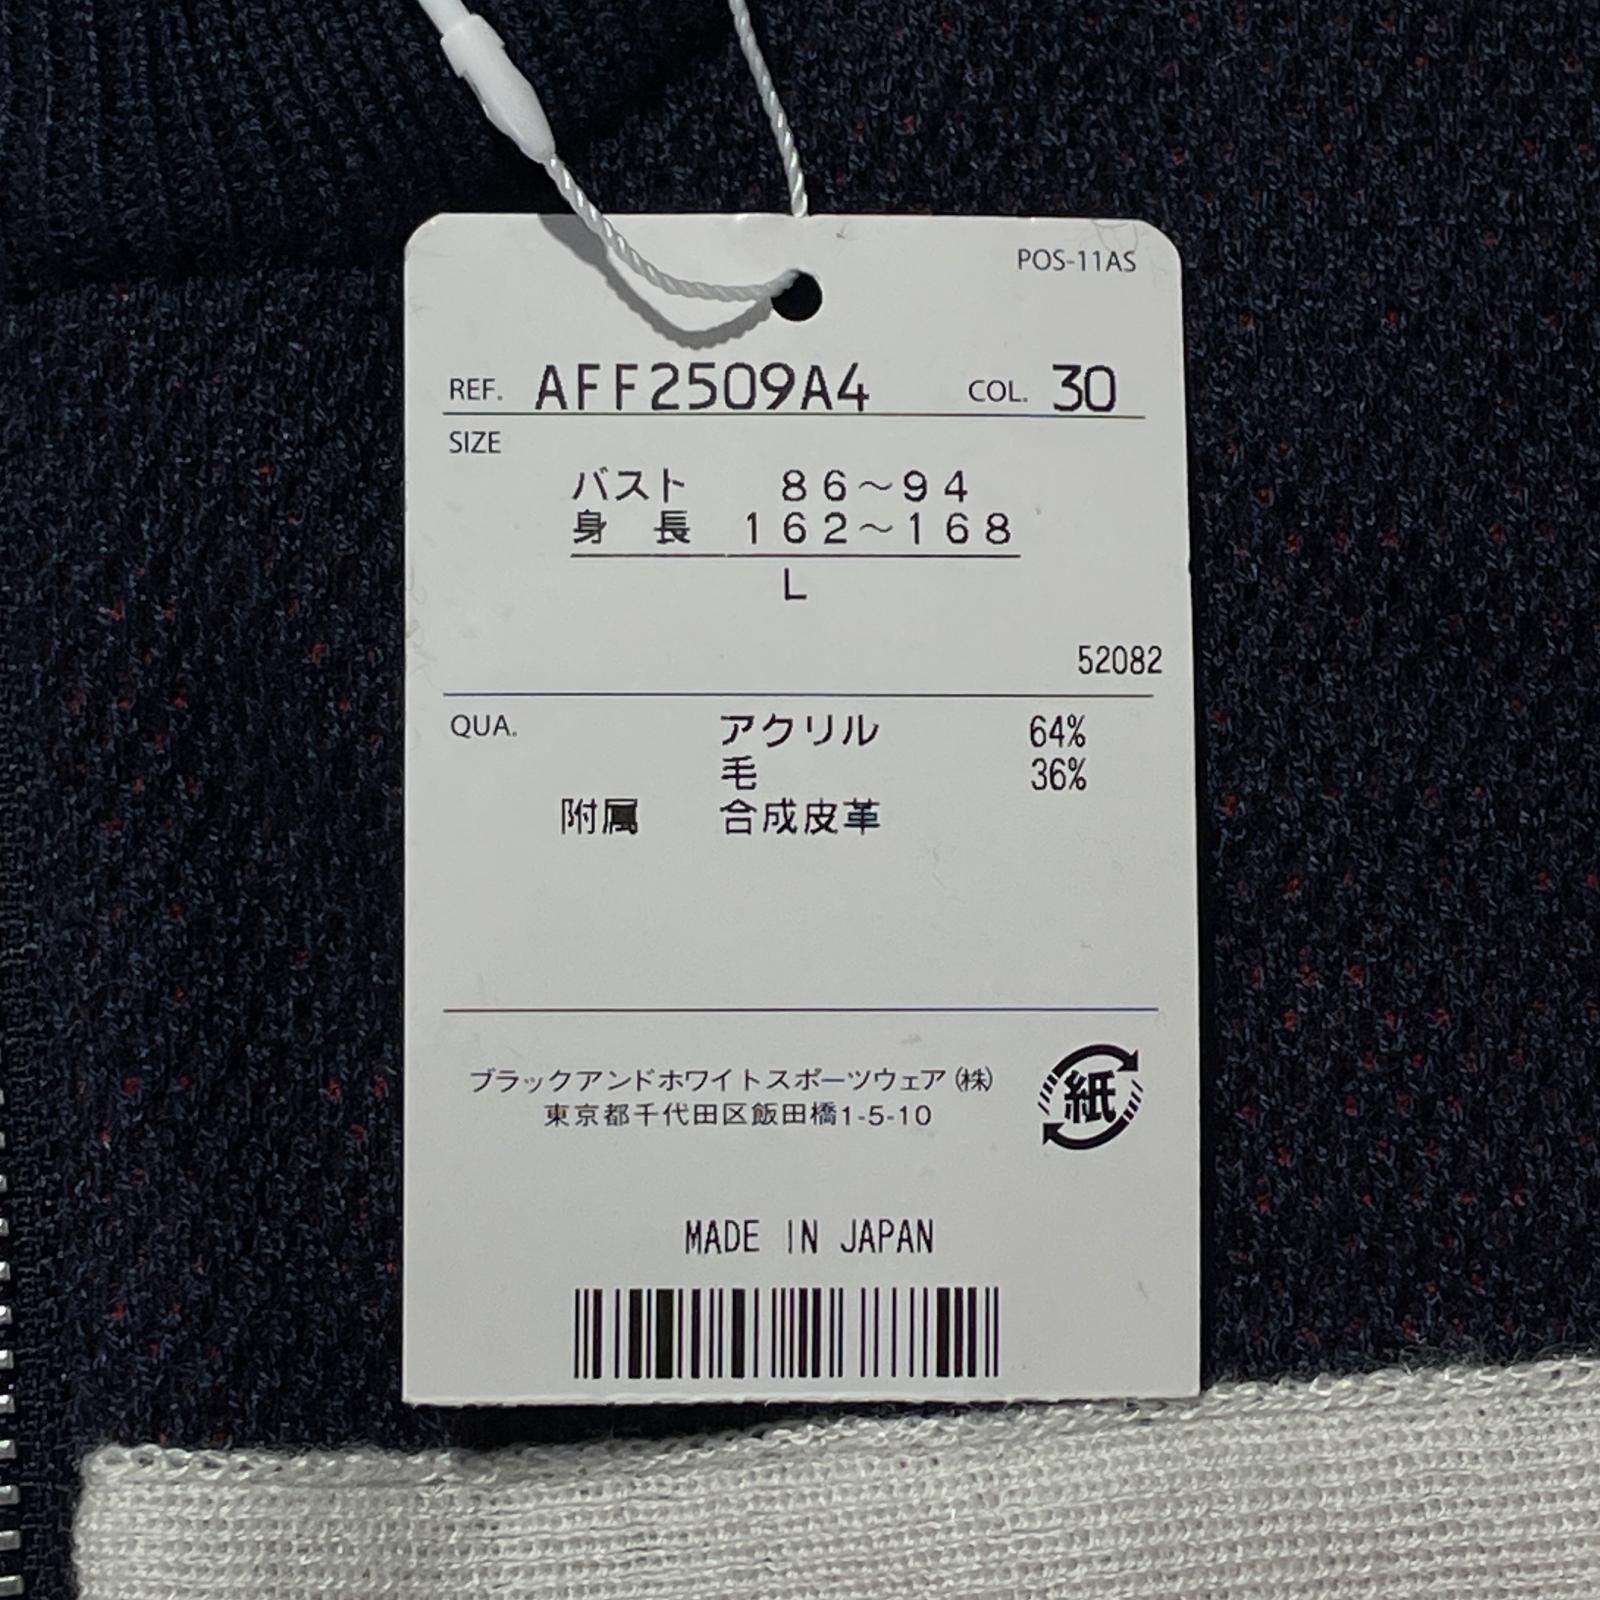 POS-11AS
REF. AFF2509A4 COL. 30
SIZE
バスト 86～94
身 長 162～168
L
52082
QUA. アクリル 64%
毛 36%
附属 合成皮革
ブラックアンドホワイトスポーツウェア㈱
東京都千代田区飯田橋1-5-10
紙
MADE IN JAPAN